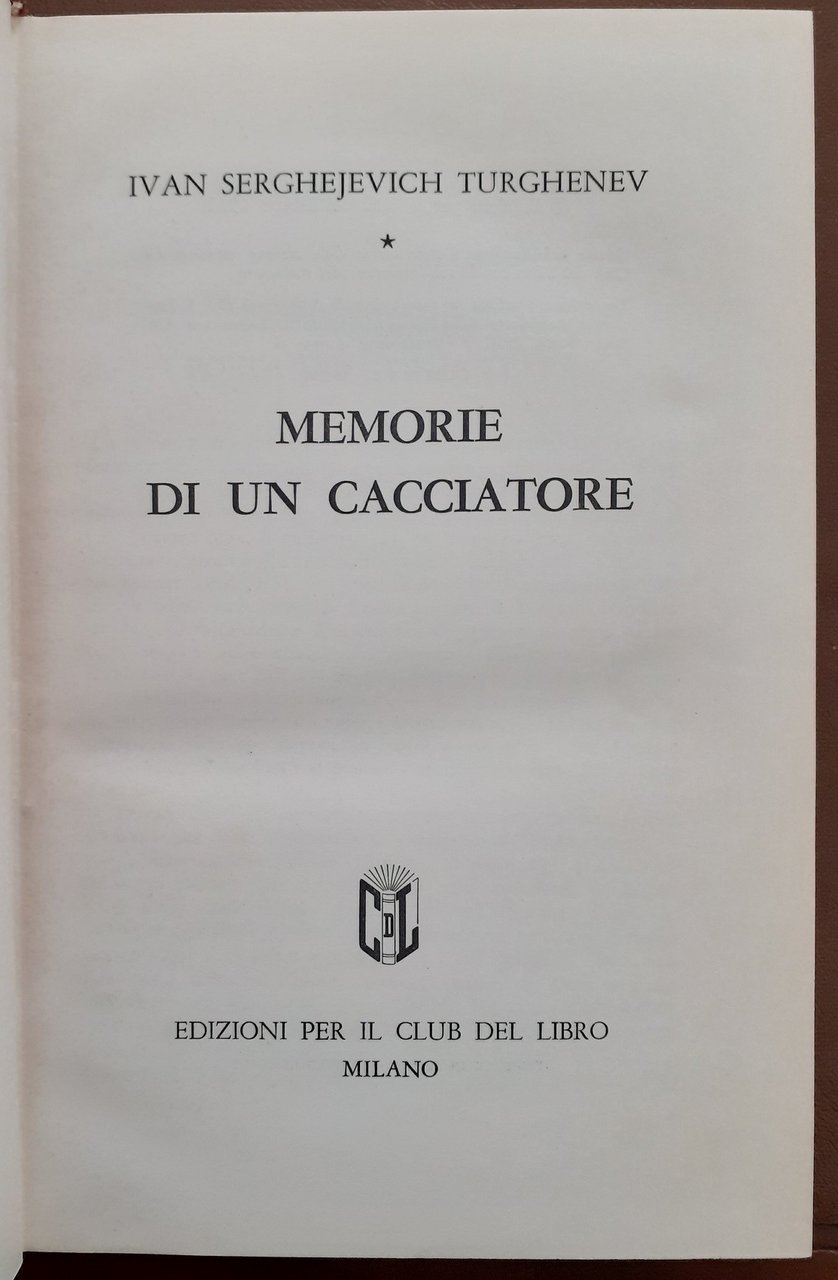 IVAN SERGHEJEVICH TURGHENEV
★
MEMORIE
DI UN CACCIATORE
CDL
EDIZIONI PER IL CLUB DEL LIBRO
MILANO